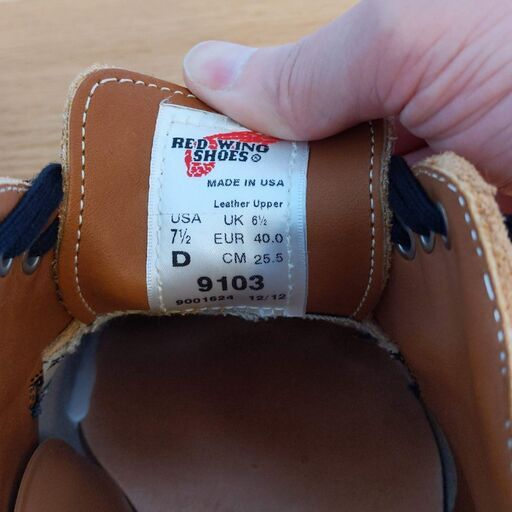 RED WING
SHOES®
MADE IN USA
Leather Upper
USA UK 6½
7½ EUR 40.0
D CM 25.5
9103
9001624 12/12